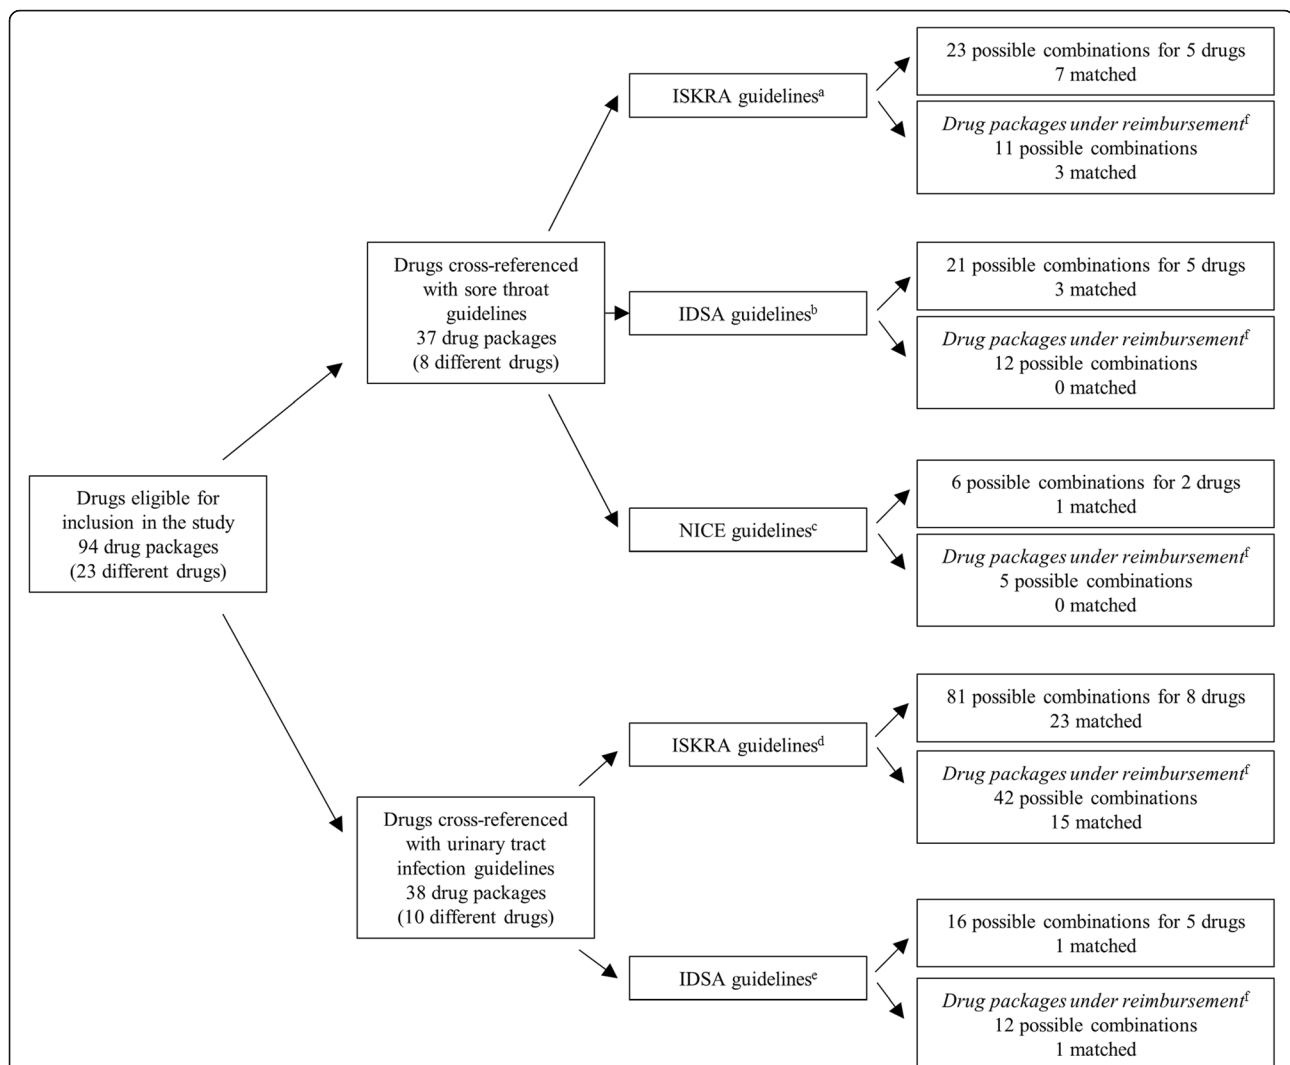 Drugs eligible for
inclusion in the study
94 drug packages
(23 different drugs)
Drugs cross-referenced
with sore throat
guidelines
37 drug packages
(8 different drugs)
ISKRA guidelinesᵃ
23 possible combinations for 5 drugs
7 matched
Drug packages under reimbursementᶠ
11 possible combinations
3 matched
IDSA guidelinesᵇ
21 possible combinations for 5 drugs
3 matched
Drug packages under reimbursementᶠ
12 possible combinations
0 matched
NICE guidelinesᶜ
6 possible combinations for 2 drugs
1 matched
Drug packages under reimbursementᶠ
5 possible combinations
0 matched
Drugs cross-referenced
with urinary tract
infection guidelines
38 drug packages
(10 different drugs)
ISKRA guidelinesᵈ
81 possible combinations for 8 drugs
23 matched
Drug packages under reimbursementᶠ
42 possible combinations
15 matched
IDSA guidelinesᵉ
16 possible combinations for 5 drugs
1 matched
Drug packages under reimbursementᶠ
12 possible combinations
1 matched